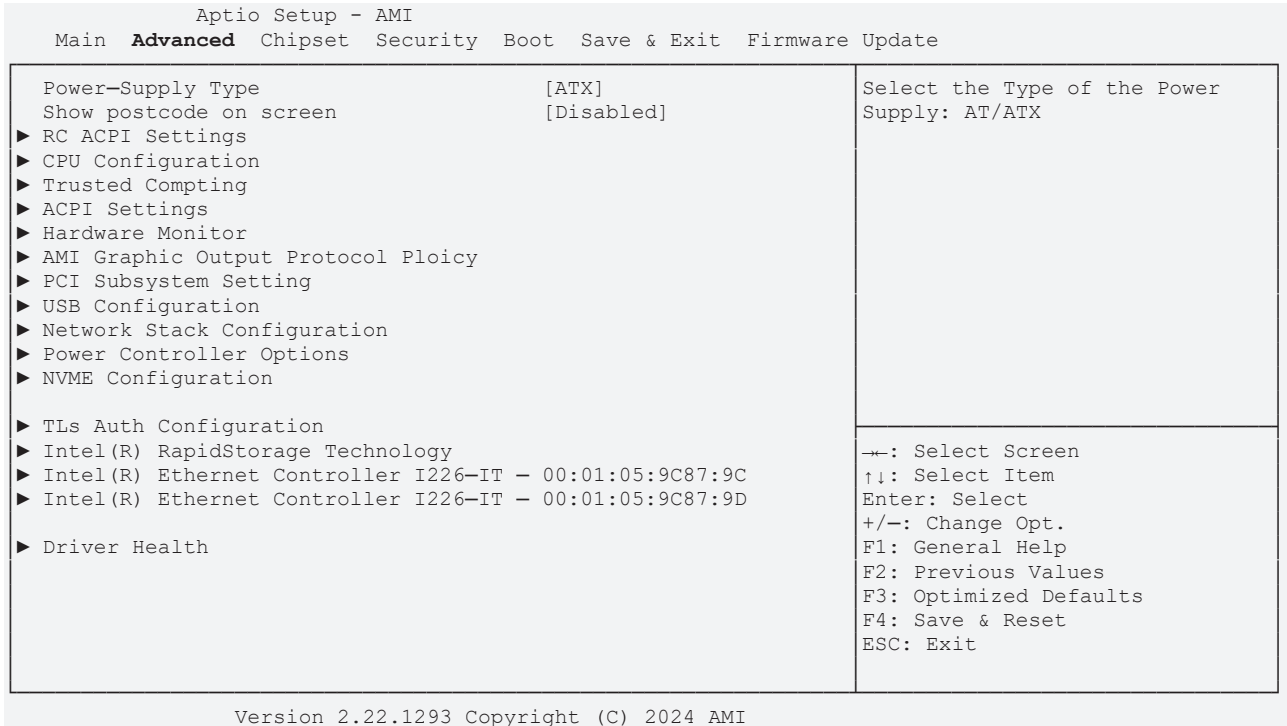 Aptio Setup - AMI
Main Advanced Chipset Security Boot Save & Exit Firmware Update
Power-Supply Type [ATX]
Show postcode on screen [Disabled]
► RC ACPI Settings
► CPU Configuration
► Trusted Compting
► ACPI Settings
► Hardware Monitor
► AMI Graphic Output Protocol Ploicy
► PCI Subsystem Setting
► USB Configuration
► Network Stack Configuration
► Power Controller Options
► NVME Configuration
► TLs Auth Configuration
► Intel(R) RapidStorage Technology
► Intel(R) Ethernet Controller I226-IT - 00:01:05:9C87:9C
► Intel(R) Ethernet Controller I226-IT - 00:01:05:9C87:9D
► Driver Health
Select the Type of the Power
Supply: AT/ATX
→←: Select Screen
↑↓: Select Item
Enter: Select
+/-: Change Opt.
F1: General Help
F2: Previous Values
F3: Optimized Defaults
F4: Save & Reset
ESC: Exit
Version 2.22.1293 Copyright (C) 2024 AMI